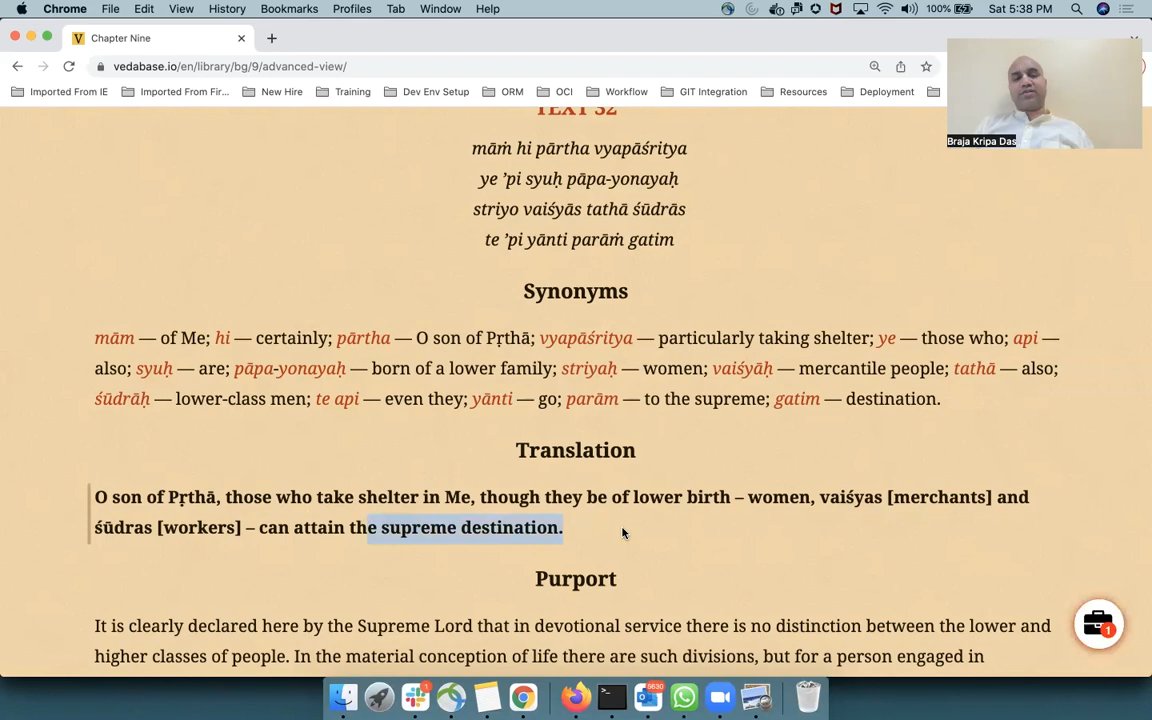 Chrome File Edit View History Bookmarks Profiles Tab Window Help 100% Sat 5:38 PM
V Chapter Nine
vedabase.io/en/library/bg/9/advanced-view/
Imported From IE Imported From Fir... New Hire Training Dev Env Setup ORM OCI Workflow GIT Integration Resources Deployment
Braja Kripa Das
TEXT 32
māṁ hi pārtha vyapāśritya
ye ’pi syuḥ pāpa-yonayaḥ
striyo vaiśyās tathā śūdrās
te ’pi yānti parāṁ gatim
Synonyms
mām — of Me; hi — certainly; pārtha — O son of Pṛthā; vyapāśritya — particularly taking shelter; ye — those who; api —
also; syuḥ — are; pāpa-yonayaḥ — born of a lower family; striyaḥ — women; vaiśyāḥ — mercantile people; tathā — also;
śūdrāḥ — lower-class men; te api — even they; yānti — go; parām — to the supreme; gatim — destination.
Translation
O son of Pṛthā, those who take shelter in Me, though they be of lower birth – women, vaiśyas [merchants] and
śūdras [workers] – can attain the supreme destination.
Purport
It is clearly declared here by the Supreme Lord that in devotional service there is no distinction between the lower and
higher classes of people. In the material conception of life there are such divisions, but for a person engaged in
1
1
5630